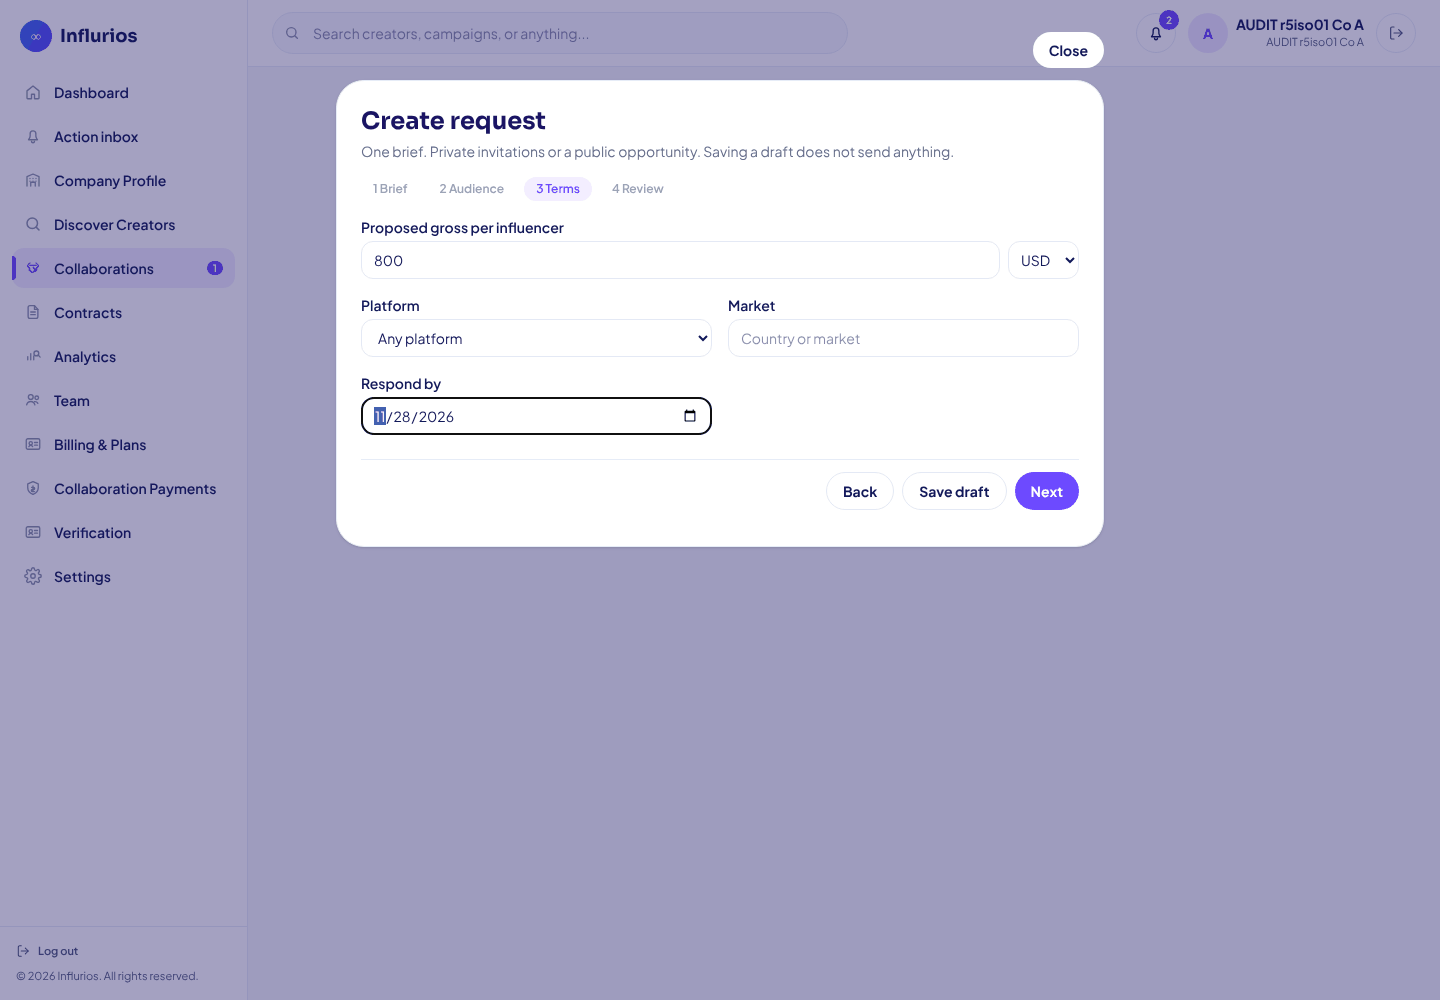 Influrios
Search creators, campaigns, or anything...
2
A
AUDIT r5iso01 Co A
AUDIT r5iso01 Co A
Close
Dashboard
Action inbox
Company Profile
Discover Creators
Collaborations
1
Contracts
Analytics
Team
Billing & Plans
Collaboration Payments
Verification
Settings
Create request
One brief. Private invitations or a public opportunity. Saving a draft does not send anything.
1 Brief 2 Audience 3 Terms 4 Review
Proposed gross per influencer
800 USD
Platform Market
Any platform Country or market
Respond by
11/28/2026
Back Save draft Next
Log out
© 2026 Influrios. All rights reserved.